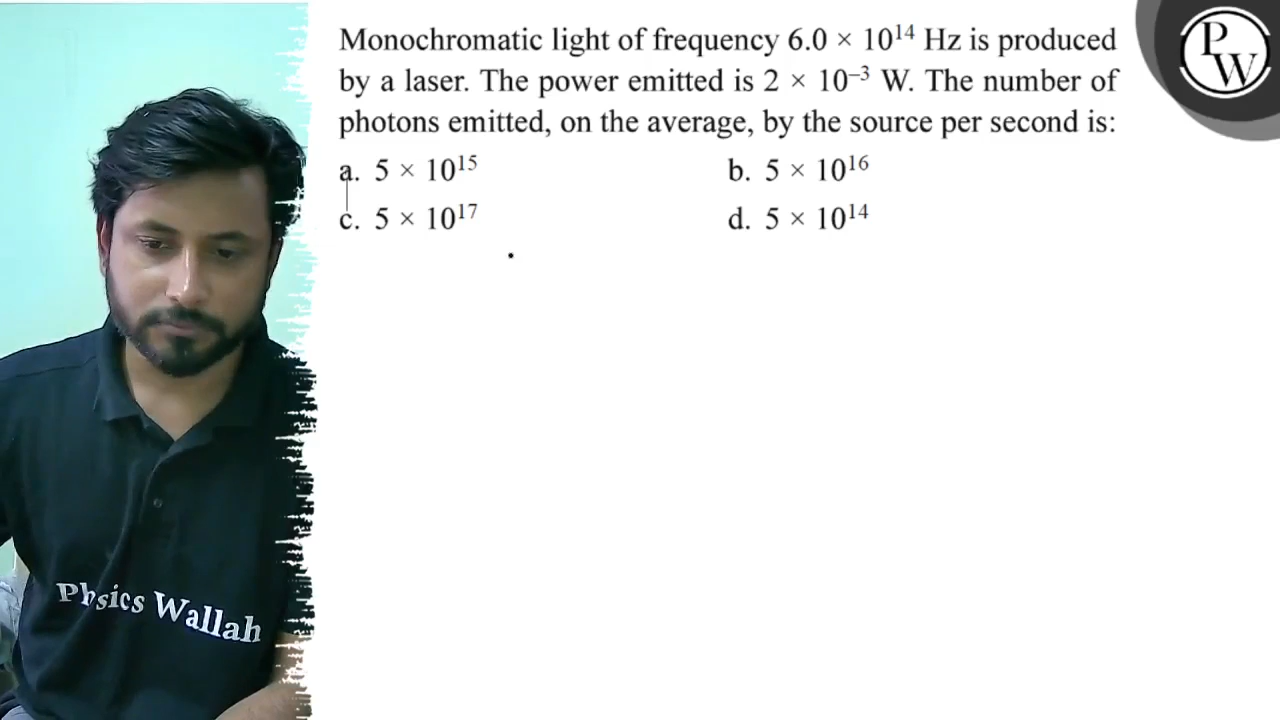 Monochromatic light of frequency 6.0 × 10¹⁴ Hz is produced
by a laser. The power emitted is 2 × 10⁻³ W. The number of
photons emitted, on the average, by the source per second is:
a. 5 × 10¹⁵ b. 5 × 10¹⁶
c. 5 × 10¹⁷ d. 5 × 10¹⁴
PW
Physics Wallah